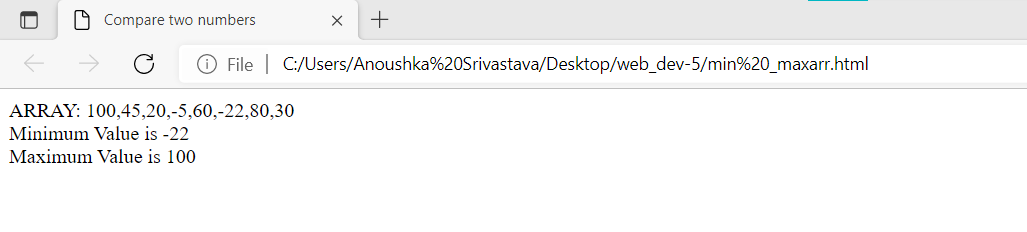 Compare two numbers
File
C:/Users/Anoushka%20Srivastava/Desktop/web_dev-5/min%20_maxarr.html
ARRAY: 100,45,20,-5,60,-22,80,30
Minimum Value is -22
Maximum Value is 100